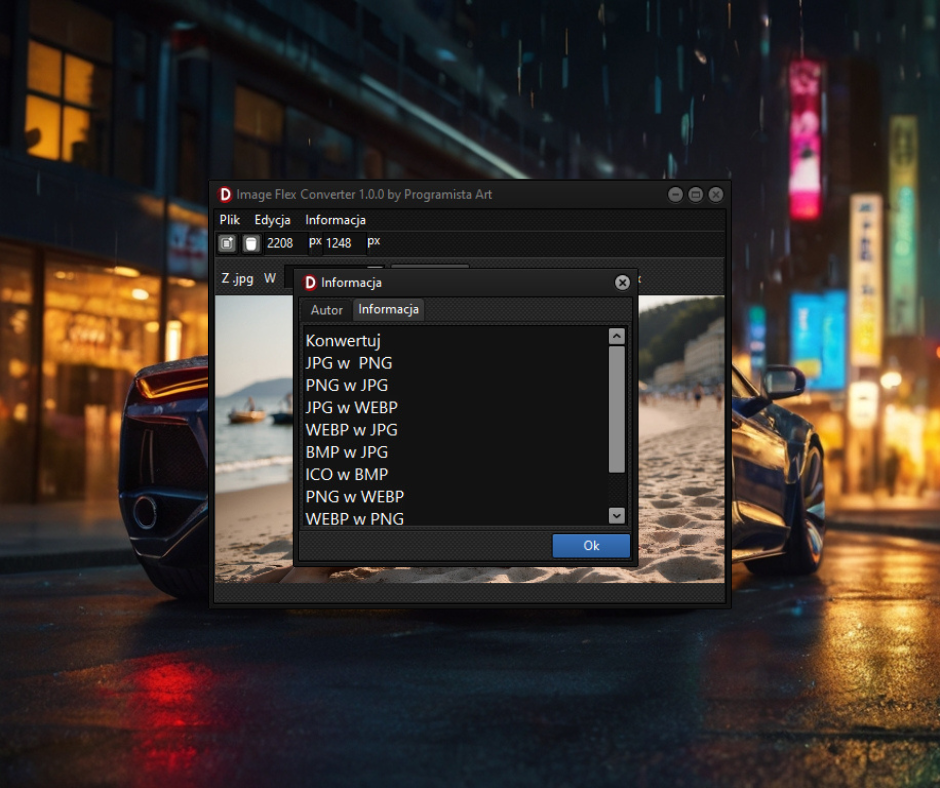 Image Flex Converter 1.0.0 by Programista Art
Plik Edycja Informacja
2208 px 1248 px
Z .jpg W
Informacja
Autor Informacja
Konwertuj
JPG w PNG
PNG w JPG
JPG w WEBP
WEBP w JPG
BMP w JPG
ICO w BMP
PNG w WEBP
WEBP w PNG
Ok